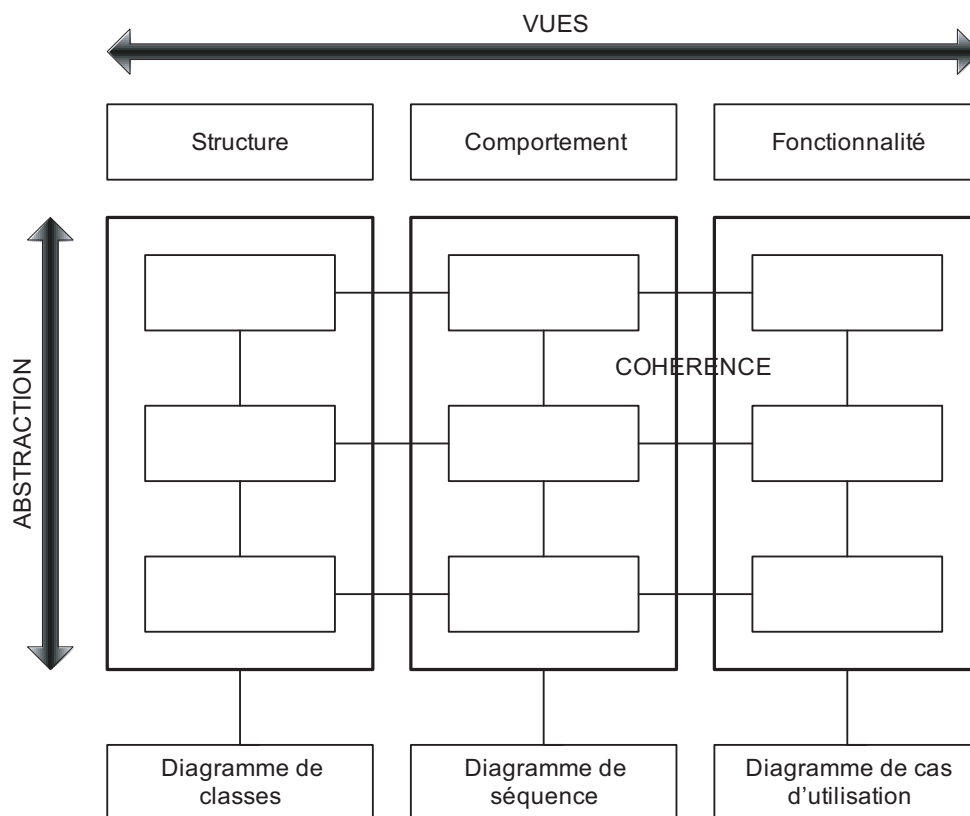 VUES
Structure
Comportement
Fonctionnalité
ABSTRACTION
COHERENCE
Diagramme de
classes
Diagramme de
séquence
Diagramme de cas
d'utilisation